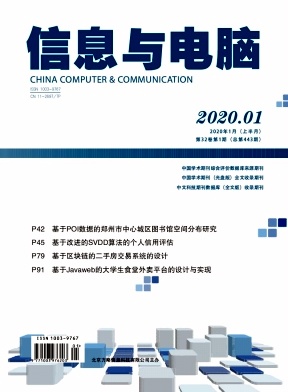 信息与电脑
CHINA COMPUTER & COMMUNICATION
ISSN 1003-9767
CN 11-2697/TP
2020.01
2020年1月（上半月）
第32卷第1期（总第443期）
中国学术期刊综合评价数据库来源期刊
中国学术期刊（光盘版）全文收录期刊
中文科技期刊数据库（全文版）收录期刊
P42 基于POI数据的郑州市中心城区图书馆空间分布研究
P45 基于改进的SVDD算法的个人信用评估
P79 基于区块链的二手房交易系统的设计
P91 基于Javaweb的大学生食堂外卖平台的设计与实现
ISSN 1003-9767